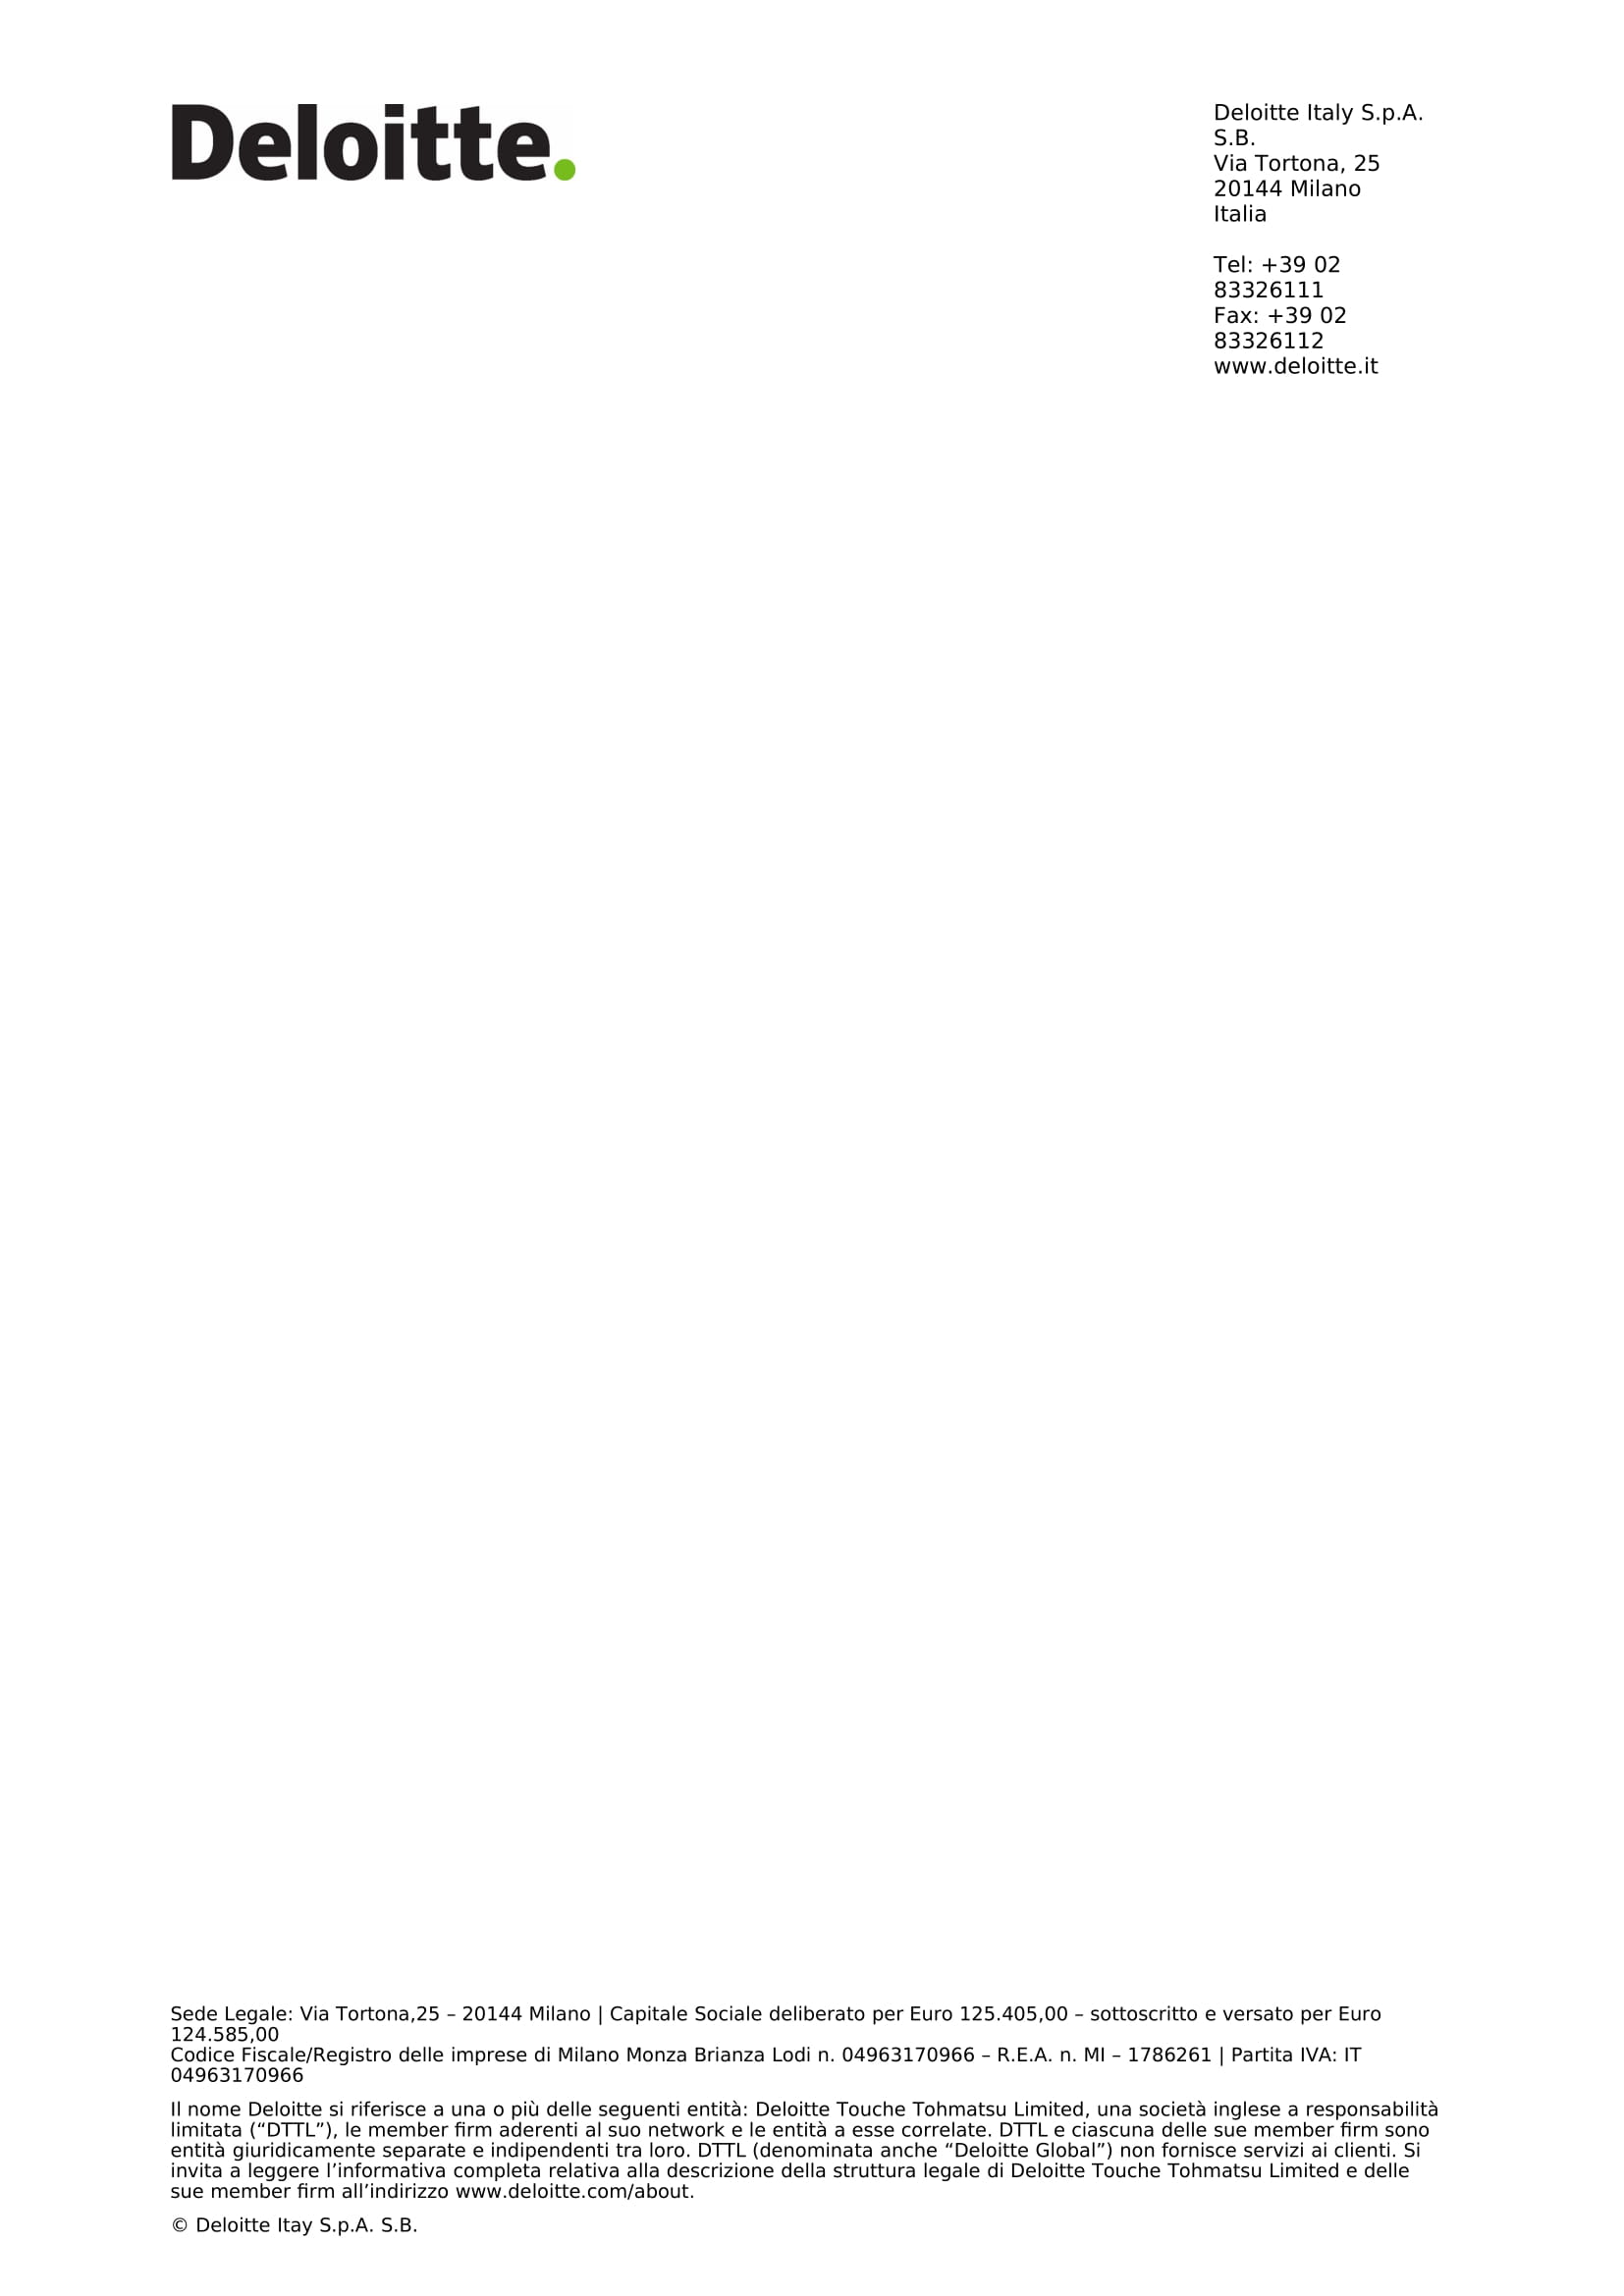 Deloitte.
Deloitte Italy S.p.A.
S.B.
Via Tortona, 25
20144 Milano
Italia
Tel: +39 02
83326111
Fax: +39 02
83326112
www.deloitte.it
Sede Legale: Via Tortona,25 – 20144 Milano | Capitale Sociale deliberato per Euro 125.405,00 – sottoscritto e versato per Euro
124.585,00
Codice Fiscale/Registro delle imprese di Milano Monza Brianza Lodi n. 04963170966 – R.E.A. n. MI – 1786261 | Partita IVA: IT
04963170966
Il nome Deloitte si riferisce a una o più delle seguenti entità: Deloitte Touche Tohmatsu Limited, una società inglese a responsabilità
limitata (“DTTL”), le member firm aderenti al suo network e le entità a esse correlate. DTTL e ciascuna delle sue member firm sono
entità giuridicamente separate e indipendenti tra loro. DTTL (denominata anche “Deloitte Global”) non fornisce servizi ai clienti. Si
invita a leggere l’informativa completa relativa alla descrizione della struttura legale di Deloitte Touche Tohmatsu Limited e delle
sue member firm all’indirizzo www.deloitte.com/about.
© Deloitte Itay S.p.A. S.B.